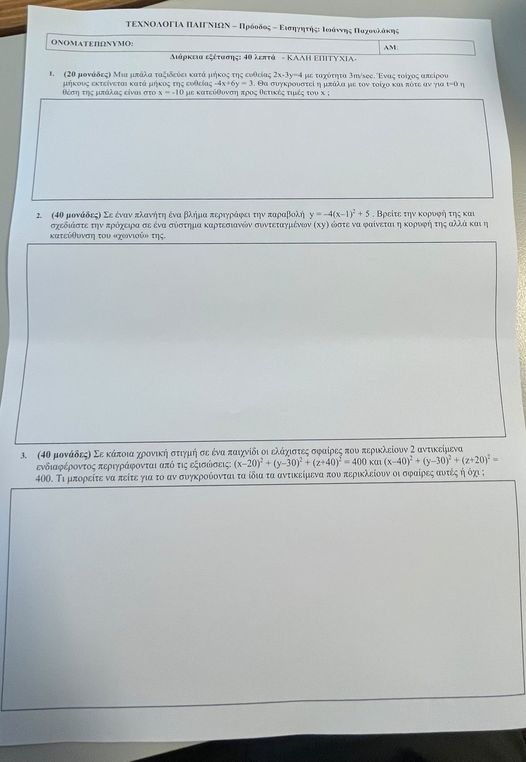 ΤΕΧΝΟΛΟΓΙΑ ΠΑΙΓΝΙΩΝ – Πρόοδος – Εισηγητής: Ιωάννης Παχουλάκης
ΟΝΟΜΑΤΕΠΩΝΥΜΟ:
ΑΜ:
Διάρκεια εξέτασης: 40 λεπτά - ΚΑΛΗ ΕΠΙΤΥΧΙΑ-
1. (20 μονάδες) Μια μπάλα ταξιδεύει κατά μήκος της ευθείας 2x-3y=4 με ταχύτητα 3m/sec. Ένας τοίχος απείρου
μήκους εκτείνεται κατά μήκος της ευθείας -4x+6y = 3. Θα συγκρουστεί η μπάλα με τον τοίχο και πότε αν για t=0 η
θέση της μπάλας είναι στο x = -10 με κατεύθυνση προς θετικές τιμές του x ;
2. (40 μονάδες) Σε έναν πλανήτη ένα βλήμα περιγράφει την παραβολή y = –4(x–1)² + 5 . Βρείτε την κορυφή της και
σχεδιάστε την πρόχειρα σε ένα σύστημα καρτεσιανών συντεταγμένων (xy) ώστε να φαίνεται η κορυφή της αλλά και η
κατεύθυνση του «χωνιού» της.
3. (40 μονάδες) Σε κάποια χρονική στιγμή σε ένα παιχνίδι οι ελάχιστες σφαίρες που περικλείουν 2 αντικείμενα
ενδιαφέροντος περιγράφονται από τις εξισώσεις: (x–20)² + (y–30)² + (z+40)² = 400 και (x–40)² + (y–30)² + (z+20)² =
400. Τι μπορείτε να πείτε για το αν συγκρούονται τα ίδια τα αντικείμενα που περικλείουν οι σφαίρες αυτές ή όχι ;